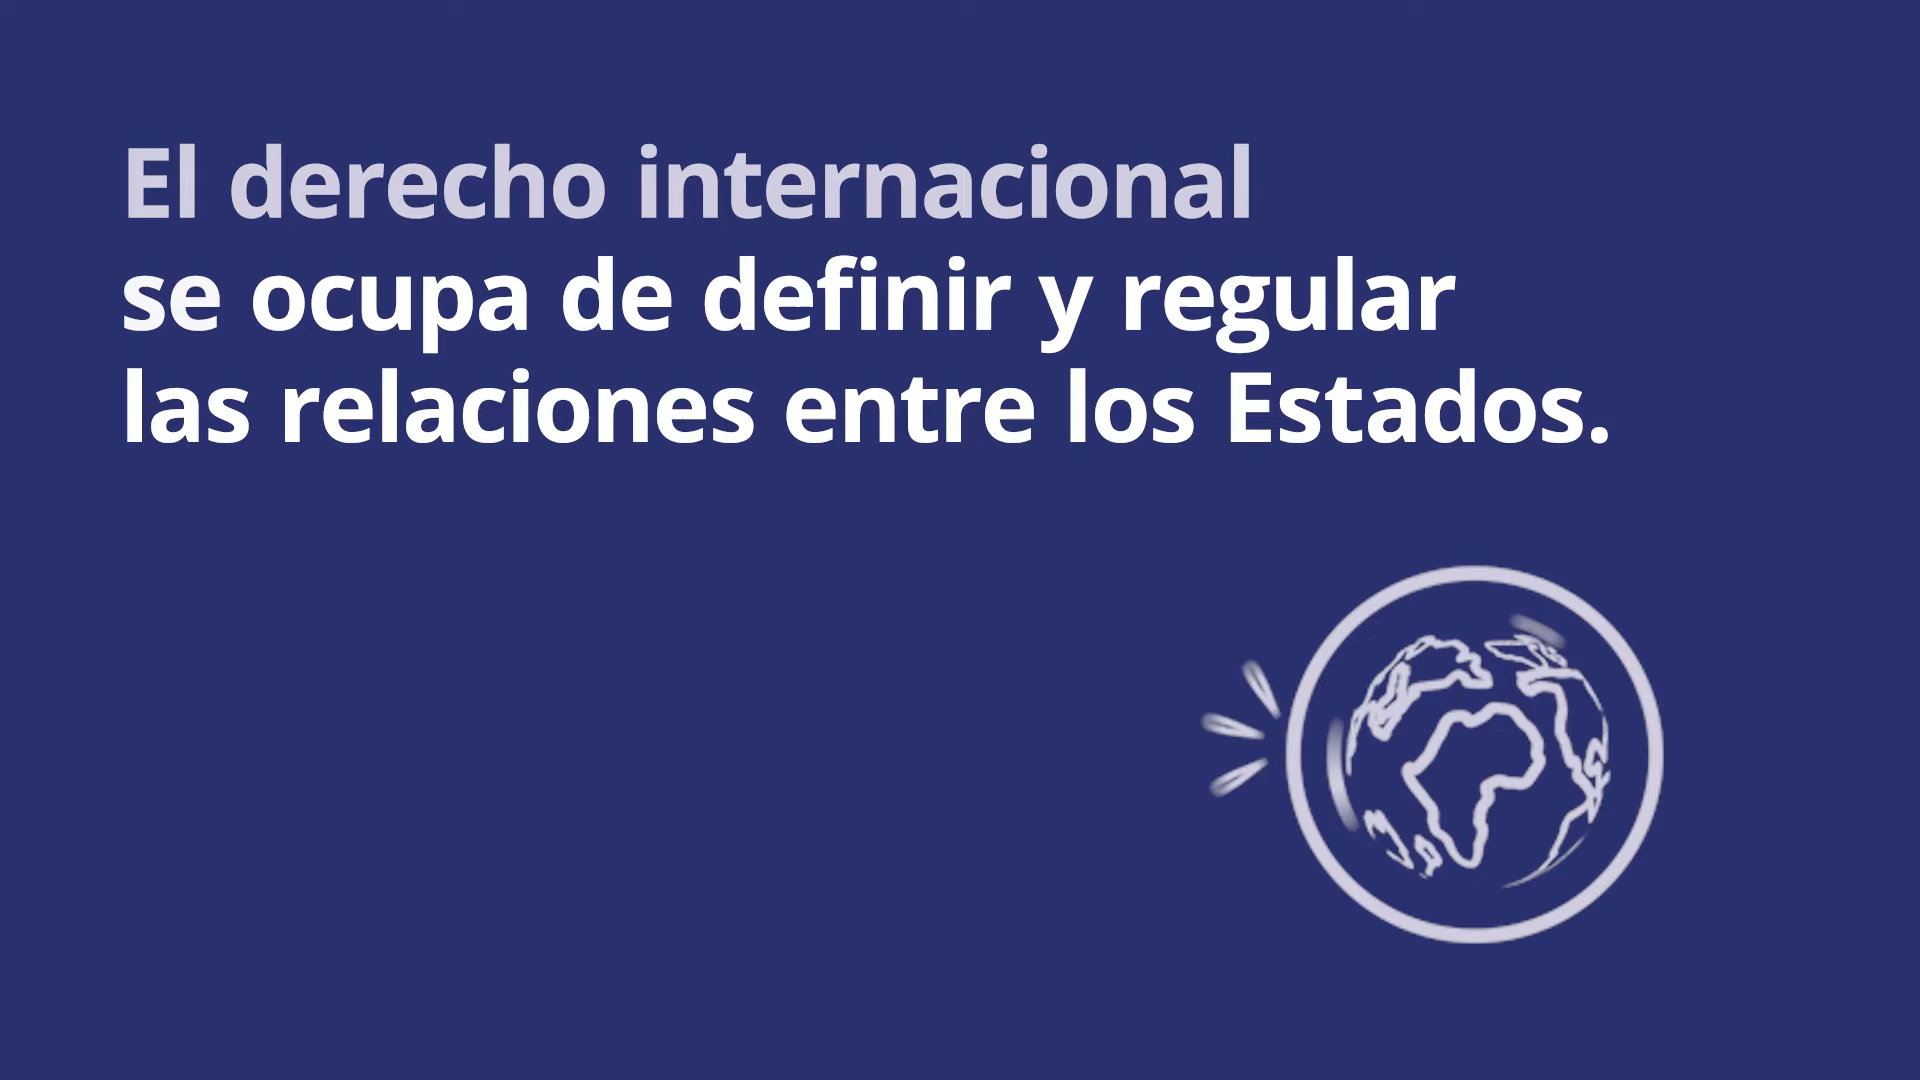 El derecho internacional
se ocupa de definir y regular
las relaciones entre los Estados.